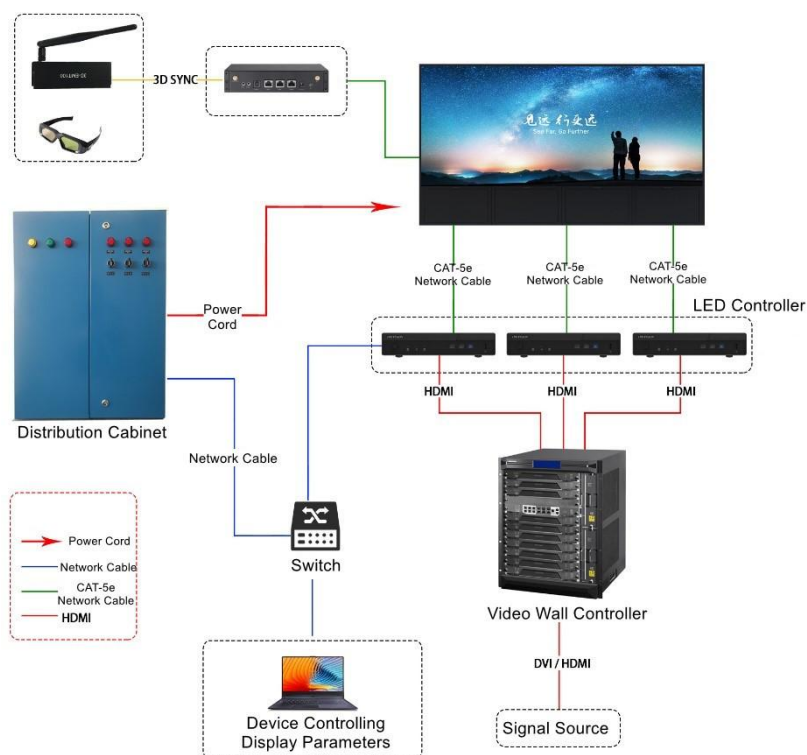 3D SYNC
见远 行更远
See Far, Go Further
CAT-5e
Network Cable
CAT-5e
Network Cable
CAT-5e
Network Cable
LED Controller
Power
Cord
HDMI
HDMI
HDMI
Distribution Cabinet
Network Cable
Power Cord
Network Cable
CAT-5e
Network Cable
HDMI
Switch
Video Wall Controller
DVI / HDMI
Device Controlling
Display Parameters
Signal Source